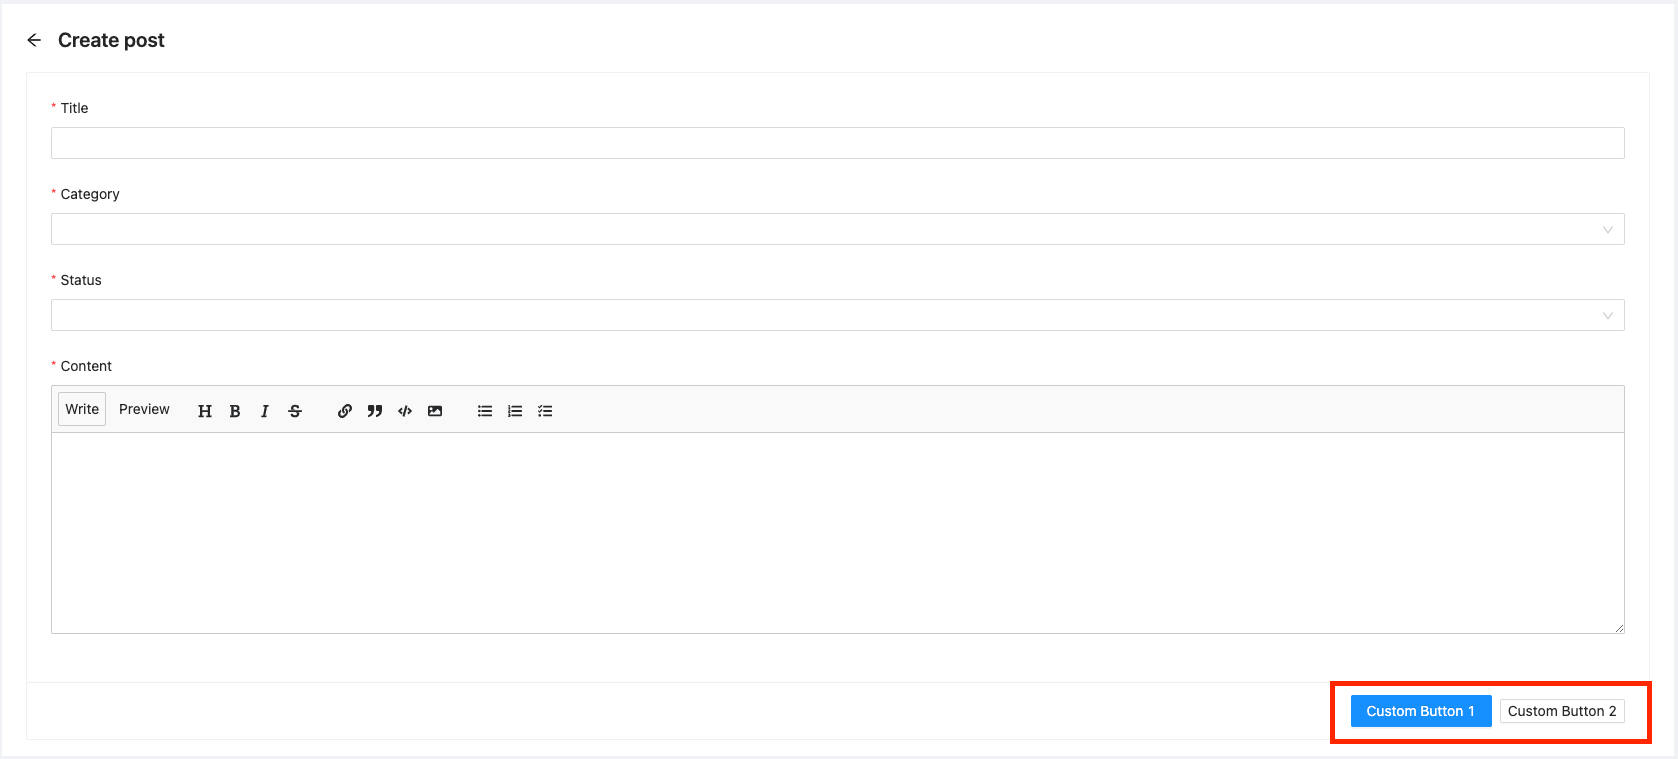 Create post
* Title
* Category
* Status
* Content
Write Preview H B I S
Custom Button 1 Custom Button 2